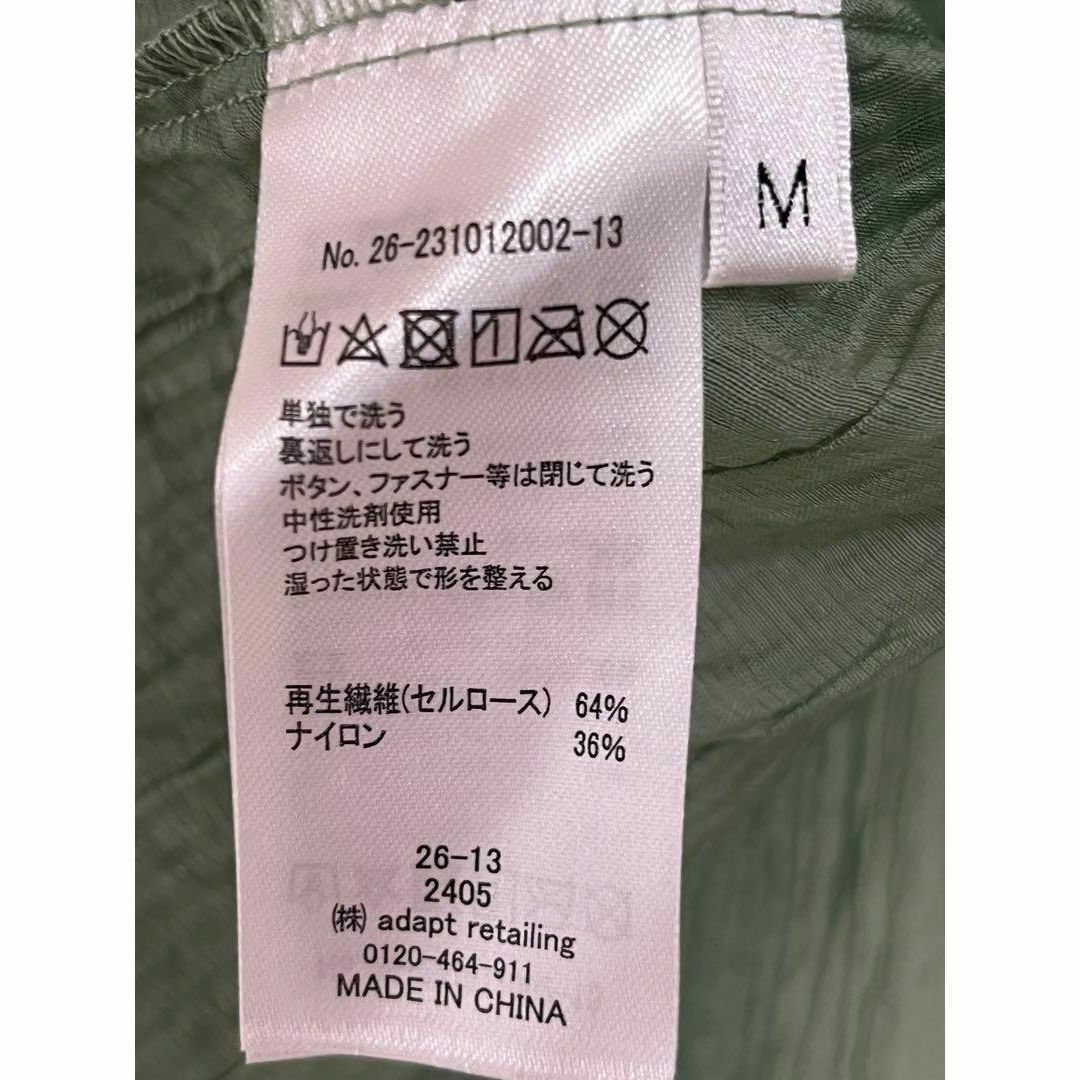 M
No. 26-231012002-13
単独で洗う
裏返しにして洗う
ボタン、ファスナー等は閉じて洗う
中性洗剤使用
つけ置き洗い禁止
湿った状態で形を整える
再生繊維(セルロース) 64%
ナイロン 36%
26-13
2405
㈱ adapt retailing
0120-464-911
MADE IN CHINA